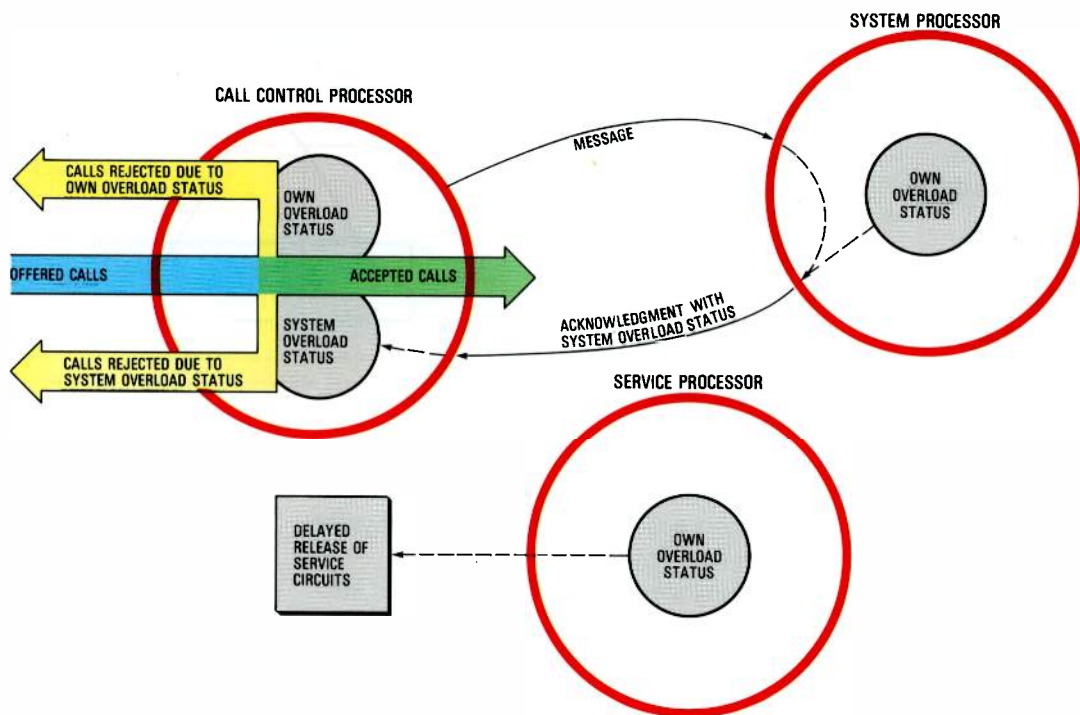 SYSTEM PROCESSOR
CALL CONTROL PROCESSOR
MESSAGE
CALLS REJECTED DUE TO
OWN OVERLOAD STATUS
OWN
OVERLOAD
STATUS
OWN
OVERLOAD
STATUS
OFFERED CALLS
ACCEPTED CALLS
SYSTEM
OVERLOAD
STATUS
ACKNOWLEDGMENT WITH
SYSTEM OVERLOAD STATUS
CALLS REJECTED DUE TO
SYSTEM OVERLOAD STATUS
SERVICE PROCESSOR
DELAYED
RELEASE OF
SERVICE
CIRCUITS
OWN
OVERLOAD
STATUS